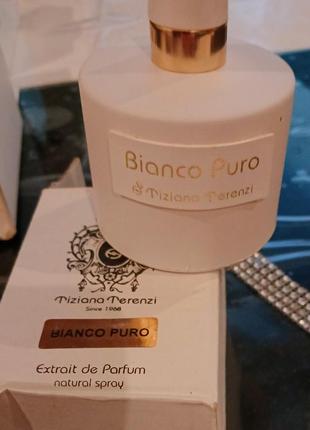 Bianco Puro
Tiziana Terenzi
Tiziana Terenzi
Since 1968
BIANCO PURO
Extrait de Parfum
natural spray